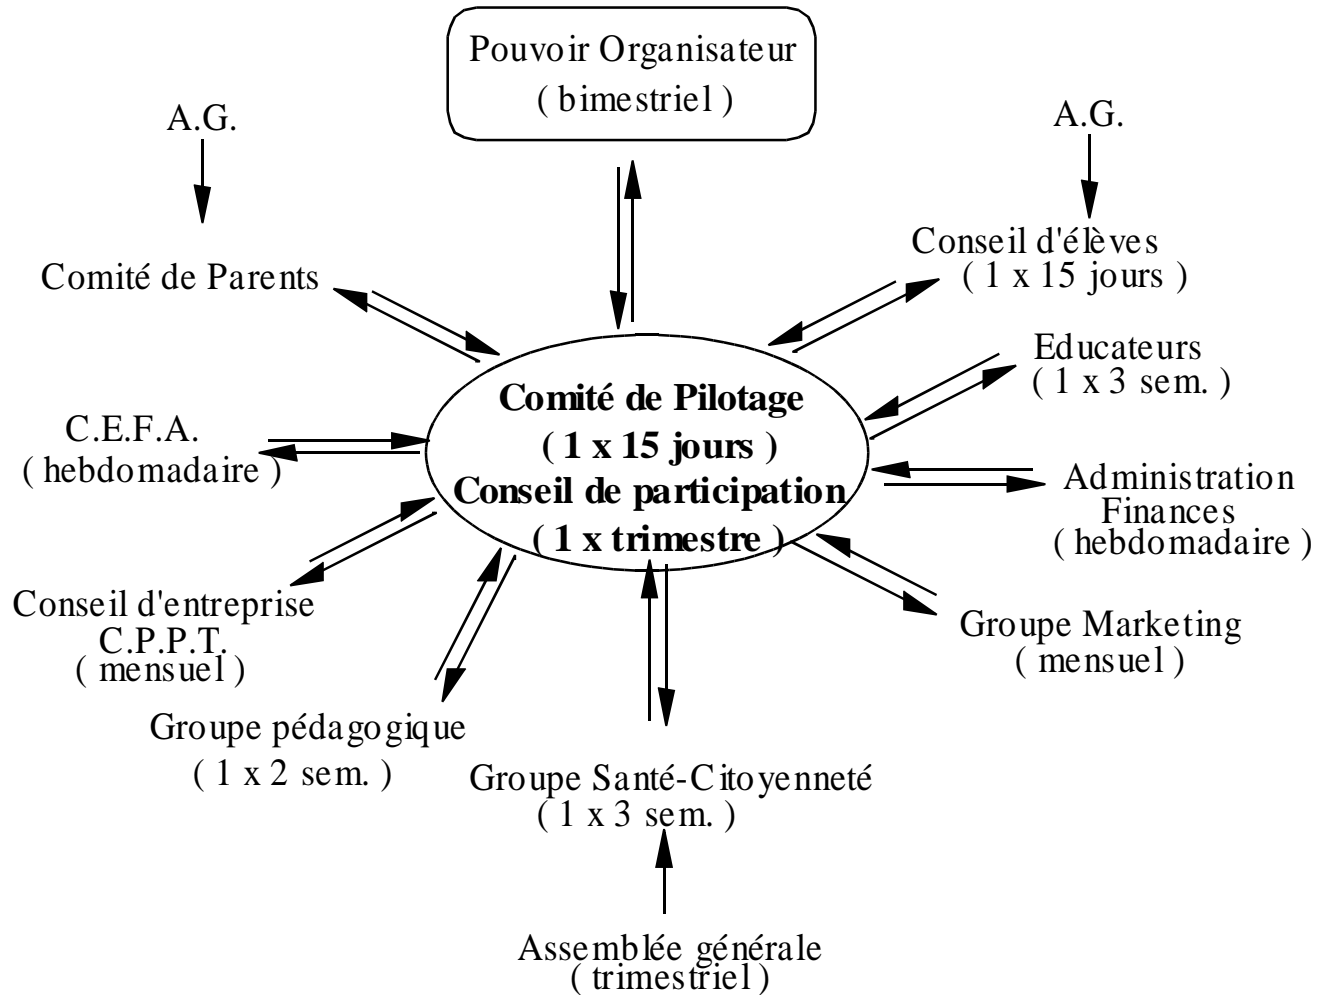 Pouvoir Organisateur
( bimestriel )
A.G.
A.G.
Comité de Parents
Conseil d'élèves
( 1 x 15 jours )
Educateurs
( 1 x 3 sem. )
Comité de Pilotage
( 1 x 15 jours )
Conseil de participation
( 1 x trimestre )
C.E.F.A.
( hebdomadaire )
Administration
Finances
( hebdomadaire )
Conseil d'entreprise
C.P.P.T.
( mensuel )
Groupe Marketing
( mensuel )
Groupe pédagogique
( 1 x 2 sem. )
Groupe Santé-Citoyenneté
( 1 x 3 sem. )
Assemblée générale
( trimestriel )